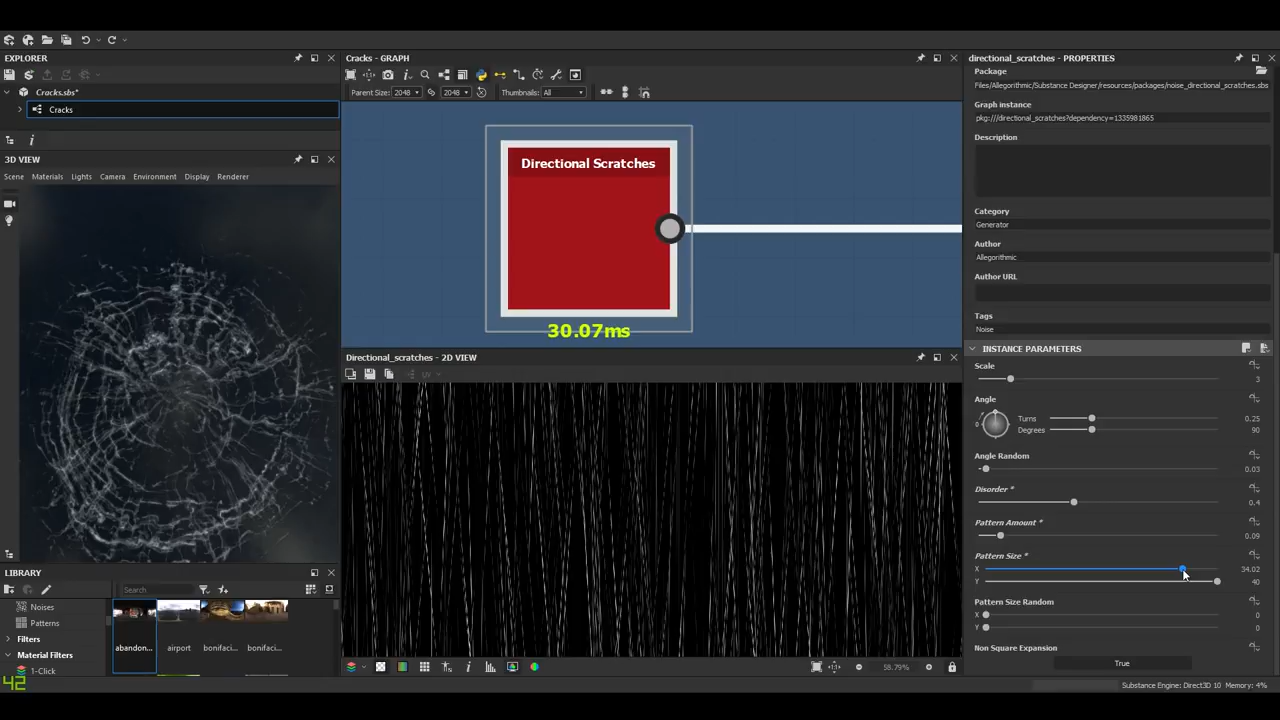 EXPLORER
Cracks.sbs*
Cracks
3D VIEW
Scene Materials Lights Camera Environment Display Renderer
LIBRARY
Search
Noises
Patterns
Filters
Material Filters
1-Click
abandon... airport bonifaci... bonifaci...
42
Cracks - GRAPH
Parent Size: 2048 2048 Thumbnails: All
Directional Scratches
30.07ms
Directional_scratches - 2D VIEW
UV
58.79%
directional_scratches - PROPERTIES
Package
Files/Allegorithmic/Substance Designer/resources/packages/noise_directional_scratches.sbs
Graph instance
pkg:///directional_scratches?dependency=1335981865
Description
Category
Generator
Author
Allegorithmic
Author URL
Tags
Noise
INSTANCE PARAMETERS
Scale
3
Angle
0
Turns 0.25
Degrees 90
Angle Random
0.03
Disorder *
0.4
Pattern Amount *
0.09
Pattern Size *
X 34.02
Y 40
Pattern Size Random
X 0
Y 0
Non Square Expansion
True
Substance Engine: Direct3D 10 Memory: 4%